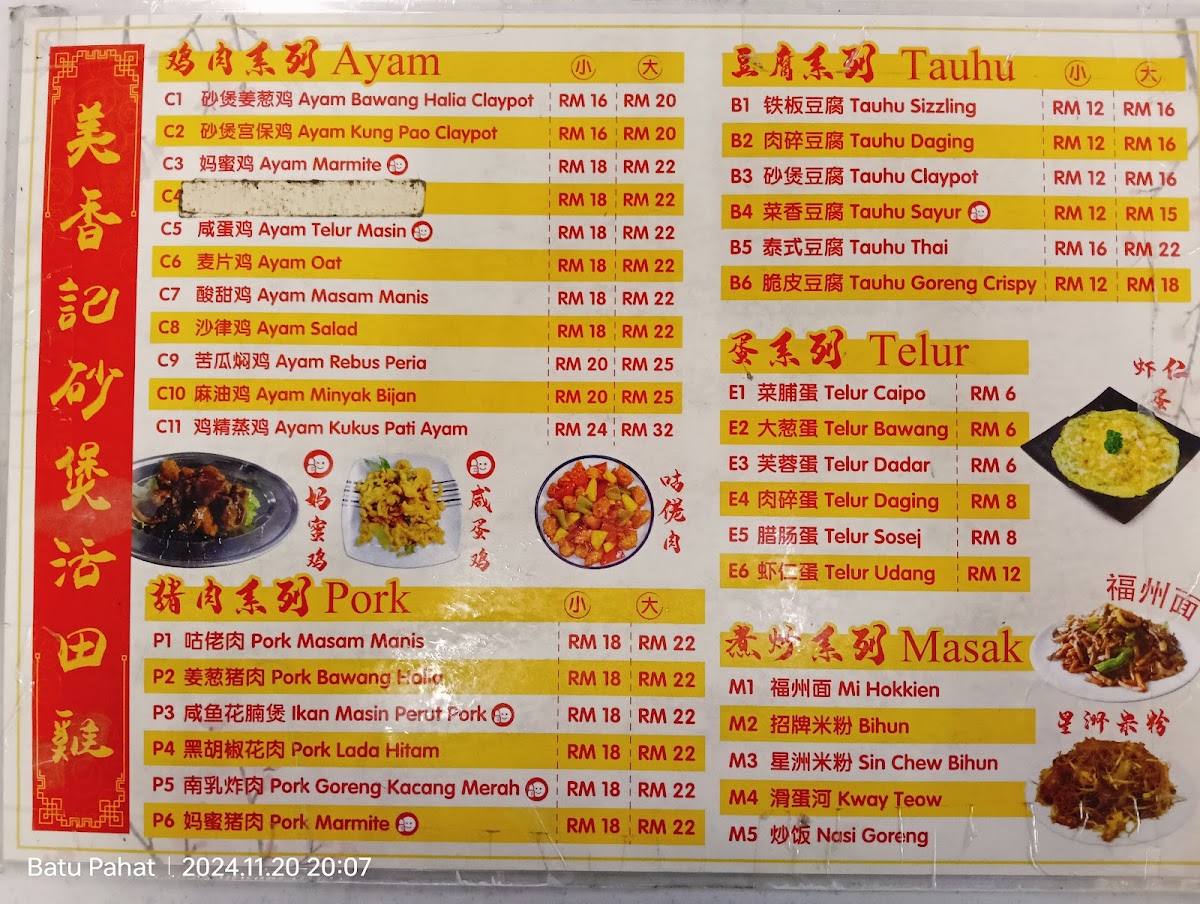 美香記砂煲活田雞
鸡肉系列 Ayam 小 大
C1 砂煲姜葱鸡 Ayam Bawang Halia Claypot RM 16 RM 20
C2 砂煲宫保鸡 Ayam Kung Pao Claypot RM 16 RM 20
C3 妈蜜鸡 Ayam Marmite RM 18 RM 22
C4 RM 18 RM 22
C5 咸蛋鸡 Ayam Telur Masin RM 18 RM 22
C6 麦片鸡 Ayam Oat RM 18 RM 22
C7 酸甜鸡 Ayam Masam Manis RM 18 RM 22
C8 沙律鸡 Ayam Salad RM 18 RM 22
C9 苦瓜焖鸡 Ayam Rebus Peria RM 20 RM 25
C10 麻油鸡 Ayam Minyak Bijan RM 20 RM 25
C11 鸡精蒸鸡 Ayam Kukus Pati Ayam RM 24 RM 32
妈蜜鸡
咸蛋鸡
咕佬肉
猪肉系列 Pork 小 大
P1 咕咾肉 Pork Masam Manis RM 18 RM 22
P2 姜葱猪肉 Pork Bawang Halia RM 18 RM 22
P3 咸鱼花腩煲 Ikan Masin Perut Pork RM 18 RM 22
P4 黑胡椒花肉 Pork Lada Hitam RM 18 RM 22
P5 南乳炸肉 Pork Goreng Kacang Merah RM 18 RM 22
P6 妈蜜猪肉 Pork Marmite RM 18 RM 22
豆腐系列 Tauhu 小 大
B1 铁板豆腐 Tauhu Sizzling RM 12 RM 16
B2 肉碎豆腐 Tauhu Daging RM 12 RM 16
B3 砂煲豆腐 Tauhu Claypot RM 12 RM 16
B4 菜香豆腐 Tauhu Sayur RM 12 RM 15
B5 泰式豆腐 Tauhu Thai RM 16 RM 22
B6 脆皮豆腐 Tauhu Goreng Crispy RM 12 RM 18
蛋系列 Telur
E1 菜脯蛋 Telur Caipo RM 6
E2 大葱蛋 Telur Bawang RM 6
E3 芙蓉蛋 Telur Dadar RM 6
E4 肉碎蛋 Telur Daging RM 8
E5 腊肠蛋 Telur Sosej RM 8
E6 虾仁蛋 Telur Udang RM 12
虾仁
蛋
煮炒系列 Masak
M1 福州面 Mi Hokkien
M2 招牌米粉 Bihun
M3 星洲米粉 Sin Chew Bihun
M4 滑蛋河 Kway Teow
M5 炒饭 Nasi Goreng
福州面
星洲米粉
Batu Pahat | 2024.11.20 20:07